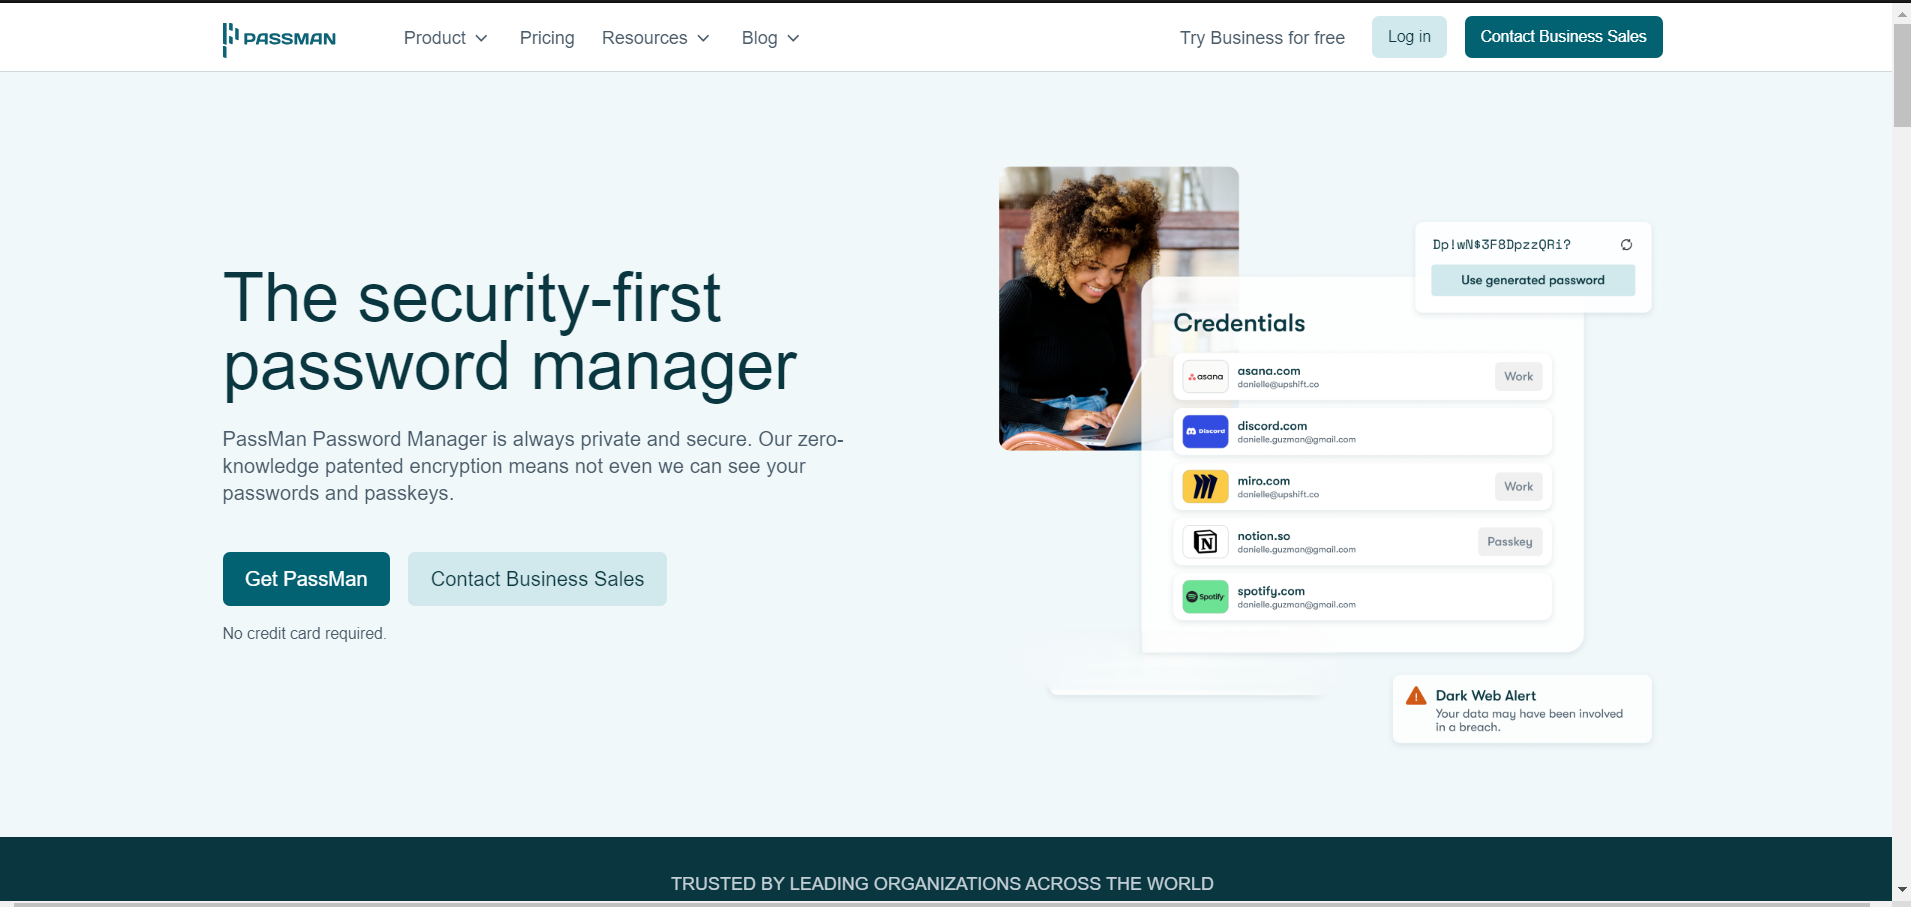 PASSMAN
Product
Pricing
Resources
Blog
Try Business for free
Log in
Contact Business Sales
The security-first
password manager
PassMan Password Manager is always private and secure. Our zero-
knowledge patented encryption means not even we can see your
passwords and passkeys.
Get PassMan
Contact Business Sales
No credit card required.
Dp!wN$3F8DpzzQRi?
Use generated password
Credentials
asana
asana.com
danielle@upshift.co
Work
Discord
discord.com
danielle.guzman@gmail.com
miro.com
danielle@upshift.co
Work
N
notion.so
danielle.guzman@gmail.com
Passkey
Spotify
spotify.com
danielle.guzman@gmail.com
Dark Web Alert
Your data may have been involved
in a breach.
TRUSTED BY LEADING ORGANIZATIONS ACROSS THE WORLD